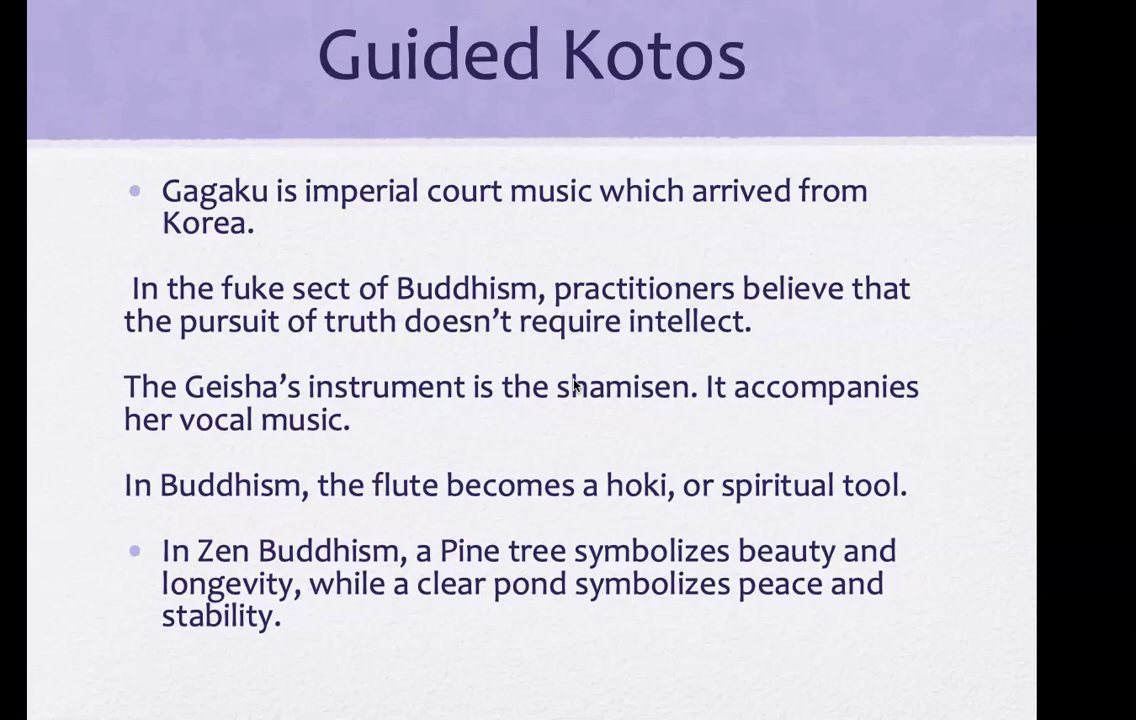 Guided Kotos
• Gagaku is imperial court music which arrived from
Korea.
In the fuke sect of Buddhism, practitioners believe that
the pursuit of truth doesn’t require intellect.
The Geisha’s instrument is the shamisen. It accompanies
her vocal music.
In Buddhism, the flute becomes a hoki, or spiritual tool.
• In Zen Buddhism, a Pine tree symbolizes beauty and
longevity, while a clear pond symbolizes peace and
stability.